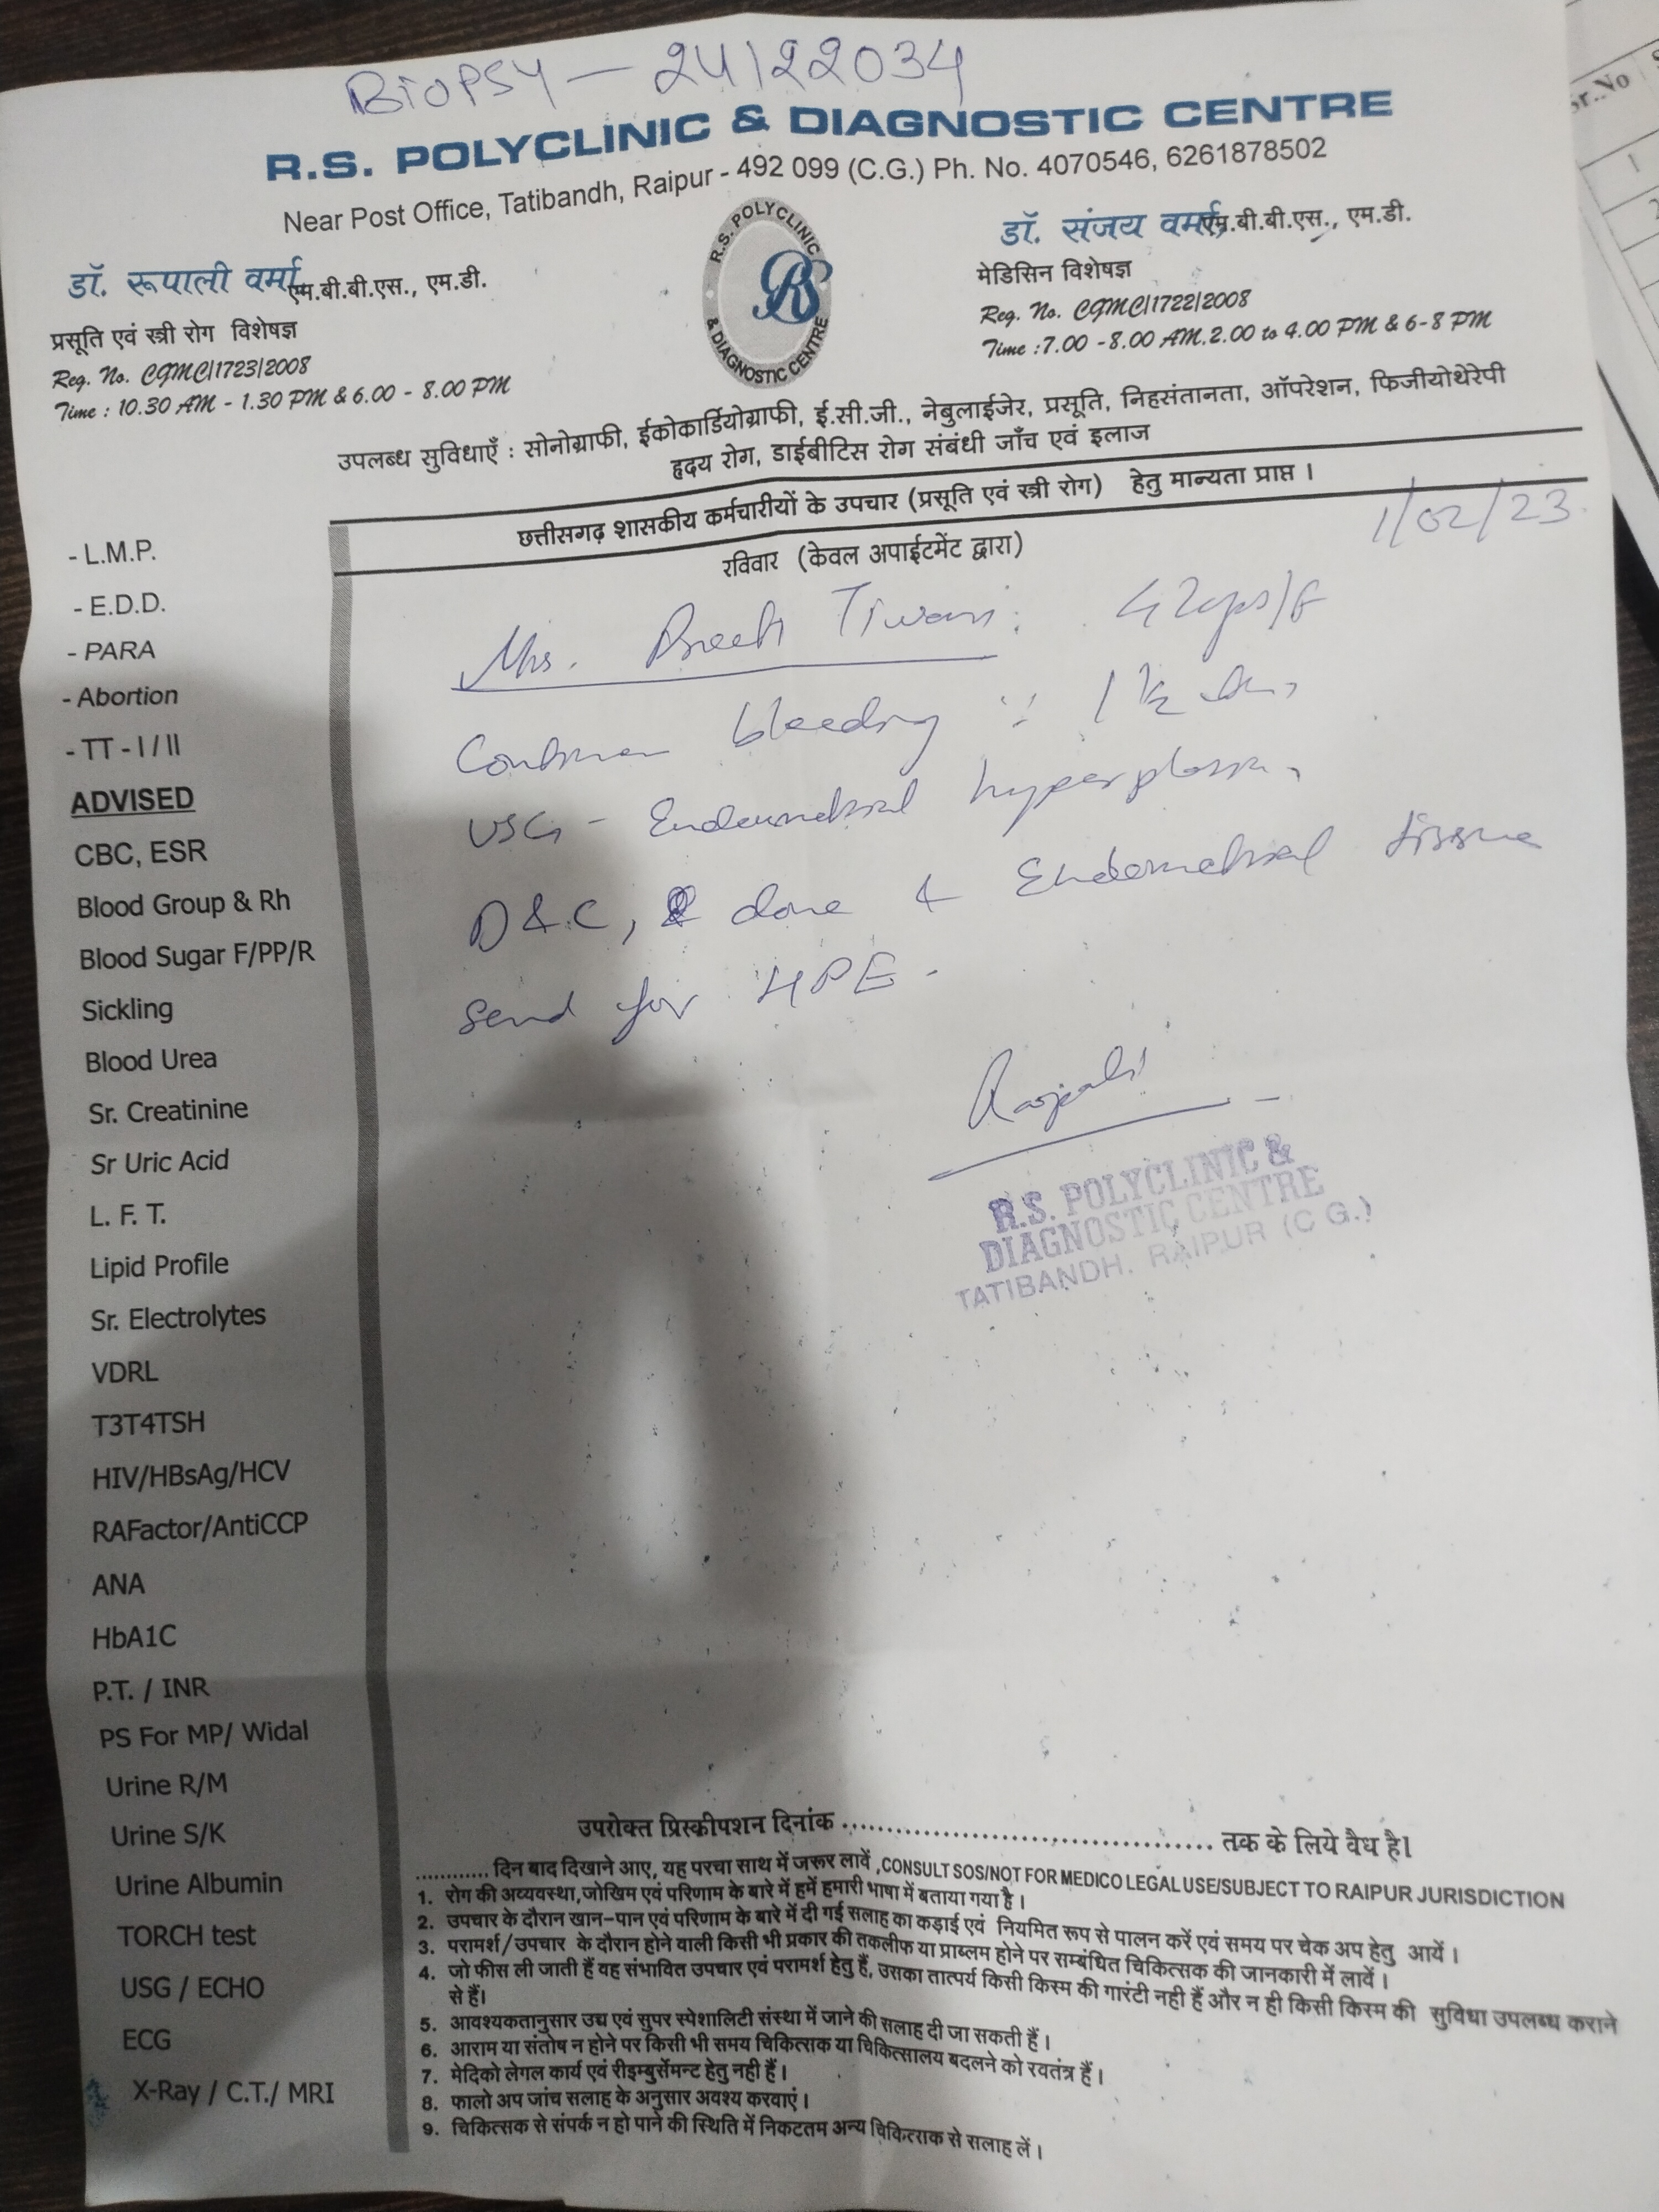 BIOPSY — 24/22034
R.S. POLYCLINIC & DIAGNOSTIC CENTRE
Near Post Office, Tatibandh, Raipur - 492 099 (C.G.) Ph. No. 4070546, 6261878502
R.S. POLYCLINIC & DIAGNOSTIC CENTRE
RS
डॉ. रूपाली वर्मा एम.बी.बी.एस., एम.डी.
प्रसूति एवं स्त्री रोग विशेषज्ञ
Reg. No. CGMC/1723/2008
Time : 10.30 AM - 1.30 PM & 6.00 - 8.00 PM
डॉ. संजय वर्मा एम.बी.बी.एस., एम.डी.
मेडिसिन विशेषज्ञ
Reg. No. CGMC/1722/2008
Time :7.00 -8.00 AM.2.00 to 4.00 PM & 6-8 PM
उपलब्ध सुविधाएँ : सोनोग्राफी, ईकोकार्डियोग्राफी, ई.सी.जी., नेबुलाईजेर, प्रसूति, निहसंतानता, ऑपरेशन, फिजीयोथेरेपी
हृदय रोग, डाईबीटिस रोग संबंधी जाँच एवं इलाज
छत्तीसगढ़ शासकीय कर्मचारीयों के उपचार (प्रसूति एवं स्त्री रोग) हेतु मान्यता प्राप्त ।
रविवार (केवल अपाईटमेंट द्वारा)
1/02/23
Mrs. Preeti Tiwari 42yrs/F
bleeding 1½
USG - Endometrial hyperplasia
D&C, done & Endometrial tissue
send for HPE.
Rupali
R.S. POLYCLINIC &
DIAGNOSTIC CENTRE
TATIBANDH, RAIPUR (C G.)
- L.M.P.
- E.D.D.
- PARA
- Abortion
- TT - I / II
ADVISED
CBC, ESR
Blood Group & Rh
Blood Sugar F/PP/R
Sickling
Blood Urea
Sr. Creatinine
Sr Uric Acid
L. F. T.
Lipid Profile
Sr. Electrolytes
VDRL
T3T4TSH
HIV/HBsAg/HCV
RAFactor/AntiCCP
ANA
HbA1C
P.T. / INR
PS For MP/ Widal
Urine R/M
Urine S/K
Urine Albumin
TORCH test
USG / ECHO
ECG
X-Ray / C.T./ MRI
उपरोक्त प्रिस्कीपशन दिनांक ........................................ तक के लिये वैध है।
........... दिन बाद दिखाने आए, यह परचा साथ में जरूर लावें ,CONSULT SOS/NOT FOR MEDICO LEGAL USE/SUBJECT TO RAIPUR JURISDICTION
1. रोग की अव्यवस्था,जोखिम एवं परिणाम के बारे में हमें हमारी भाषा में बताया गया है ।
2. उपचार के दौरान खान-पान एवं परिणाम के बारे में दी गई सलाह का कड़ाई एवं नियमित रूप से पालन करें एवं समय पर चेक अप हेतु आयें ।
3. परामर्श/उपचार के दौरान होने वाली किसी भी प्रकार की तकलीफ या प्राब्लम होने पर सम्बंधित चिकित्सक की जानकारी में लावें ।
4. जो फीस ली जाती हैं वह संभावित उपचार एवं परामर्श हेतु हैं, उसका तात्पर्य किसी किस्म की गारंटी नही हैं और न ही किसी किस्म की सुविधा उपलब्ध कराने
से हैं।
5. आवश्यकतानुसार उच्च एवं सुपर स्पेशालिटी संस्था में जाने की सलाह दी जा सकती हैं ।
6. आराम या संतोष न होने पर किसी भी समय चिकित्सक या चिकित्सालय बदलने को स्वतंत्र हैं ।
7. मेदिको लेगल कार्य एवं रीइम्बुर्सेमन्ट हेतु नही हैं ।
8. फालो अप जांच सलाह के अनुसार अवश्य करवाएं ।
9. चिकित्सक से संपर्क न हो पाने की स्थिति में निकटतम अन्य चिकित्सक से सलाह लें ।
Sr.No
1